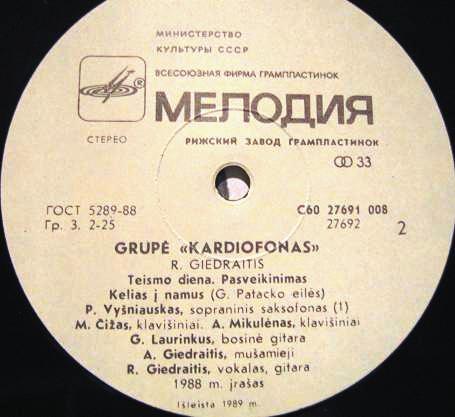 МИНИСТЕРСТВО
КУЛЬТУРЫ СССР
ВСЕСОЮЗНАЯ ФИРМА ГРАМПЛАСТИНОК
®
МЕЛОДИЯ
СТЕРЕО
РИЖСКИЙ ЗАВОД ГРАМПЛАСТИНОК
33
ГОСТ 5289-88
Гр. 3. 2-25
С60 27691 008
27692
2
GRUPĖ «KARDIOFONAS»
R. GIEDRAITIS
Teismo diena. Pasveikinimas
Kelias į namus (G. Patacko eilės)
P. Vyšniauskas, sopraninis saksofonas (1)
M. Čižas, klavišiniai. A. Mikulėnas, klavišiniai
G. Laurinkus, bosinė gitara
A. Giedraitis, mušamieji
R. Giedraitis, vokalas, gitara
1988 m. įrašas
Išleista 1989 m.